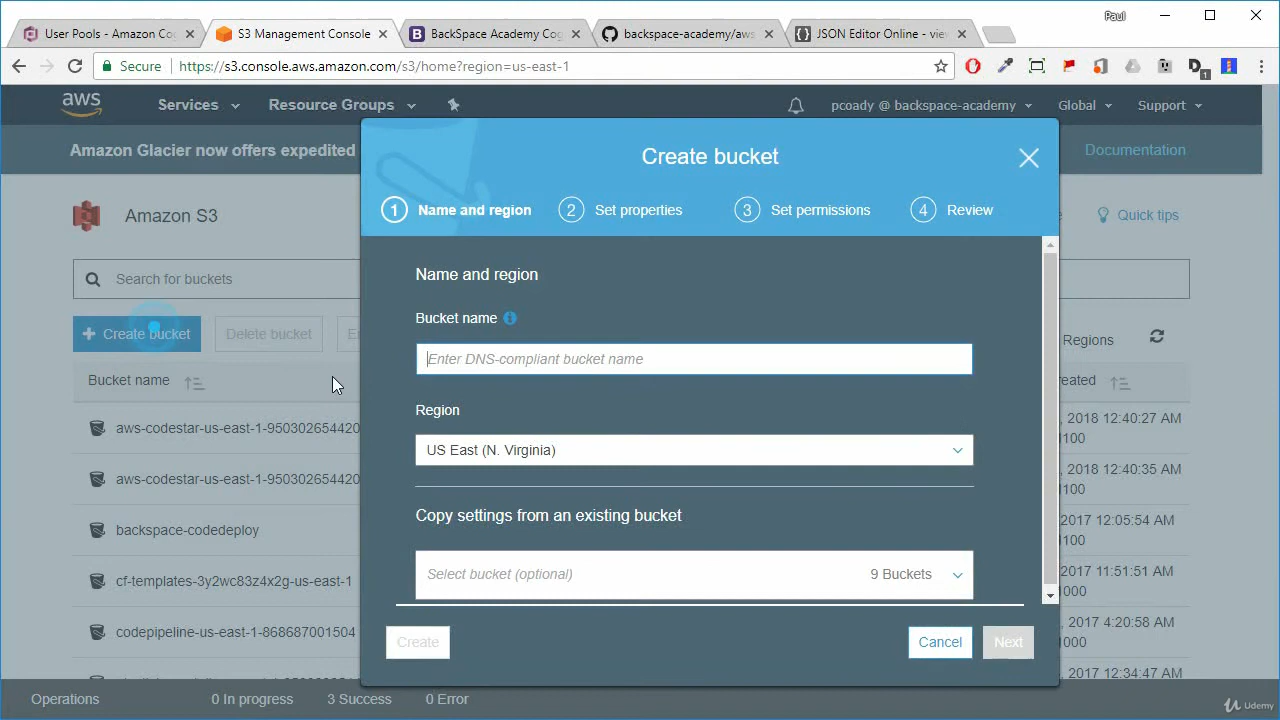 Paul
User Pools - Amazon Co
S3 Management Console
BackSpace Academy Cog
backspace-academy/aws
JSON Editor Online - vie
Secure
https://s3.console.aws.amazon.com/s3/home?region=us-east-1
aws
Services
Resource Groups
pcoady @ backspace-academy
Global
Support
Amazon Glacier now offers expedited
Documentation
Create bucket
1 Name and region
2 Set properties
3 Set permissions
4 Review
Amazon S3
Quick tips
Name and region
Search for buckets
Bucket name
Create bucket
Delete bucket
Regions
Enter DNS-compliant bucket name
Bucket name
Region
aws-codestar-us-east-1-950302654420
, 2018 12:40:27 AM
US East (N. Virginia)
aws-codestar-us-east-1-950302654420
, 2018 12:40:35 AM
Copy settings from an existing bucket
backspace-codedeploy
2017 12:05:54 AM
Select bucket (optional)
9 Buckets
cf-templates-3y2wc83z4x2g-us-east-1
2017 11:51:51 AM
codepipeline-us-east-1-868687001504
, 2017 4:20:58 AM
Create
Cancel
Next
, 2017 12:34:47 AM
Operations
0 In progress
3 Success
0 Error
Udemy